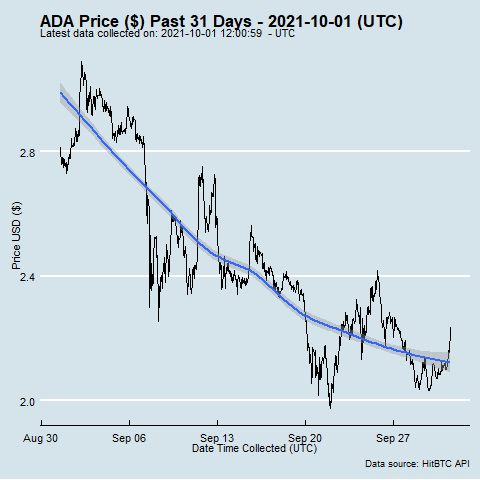 ADA Price ($) Past 31 Days - 2021-10-01 (UTC)
Latest data collected on: 2021-10-01 12:00:59 - UTC
Price USD ($)
2.8
2.4
2.0
Aug 30 Sep 06 Sep 13 Sep 20 Sep 27
Date Time Collected (UTC)
Data source: HitBTC API